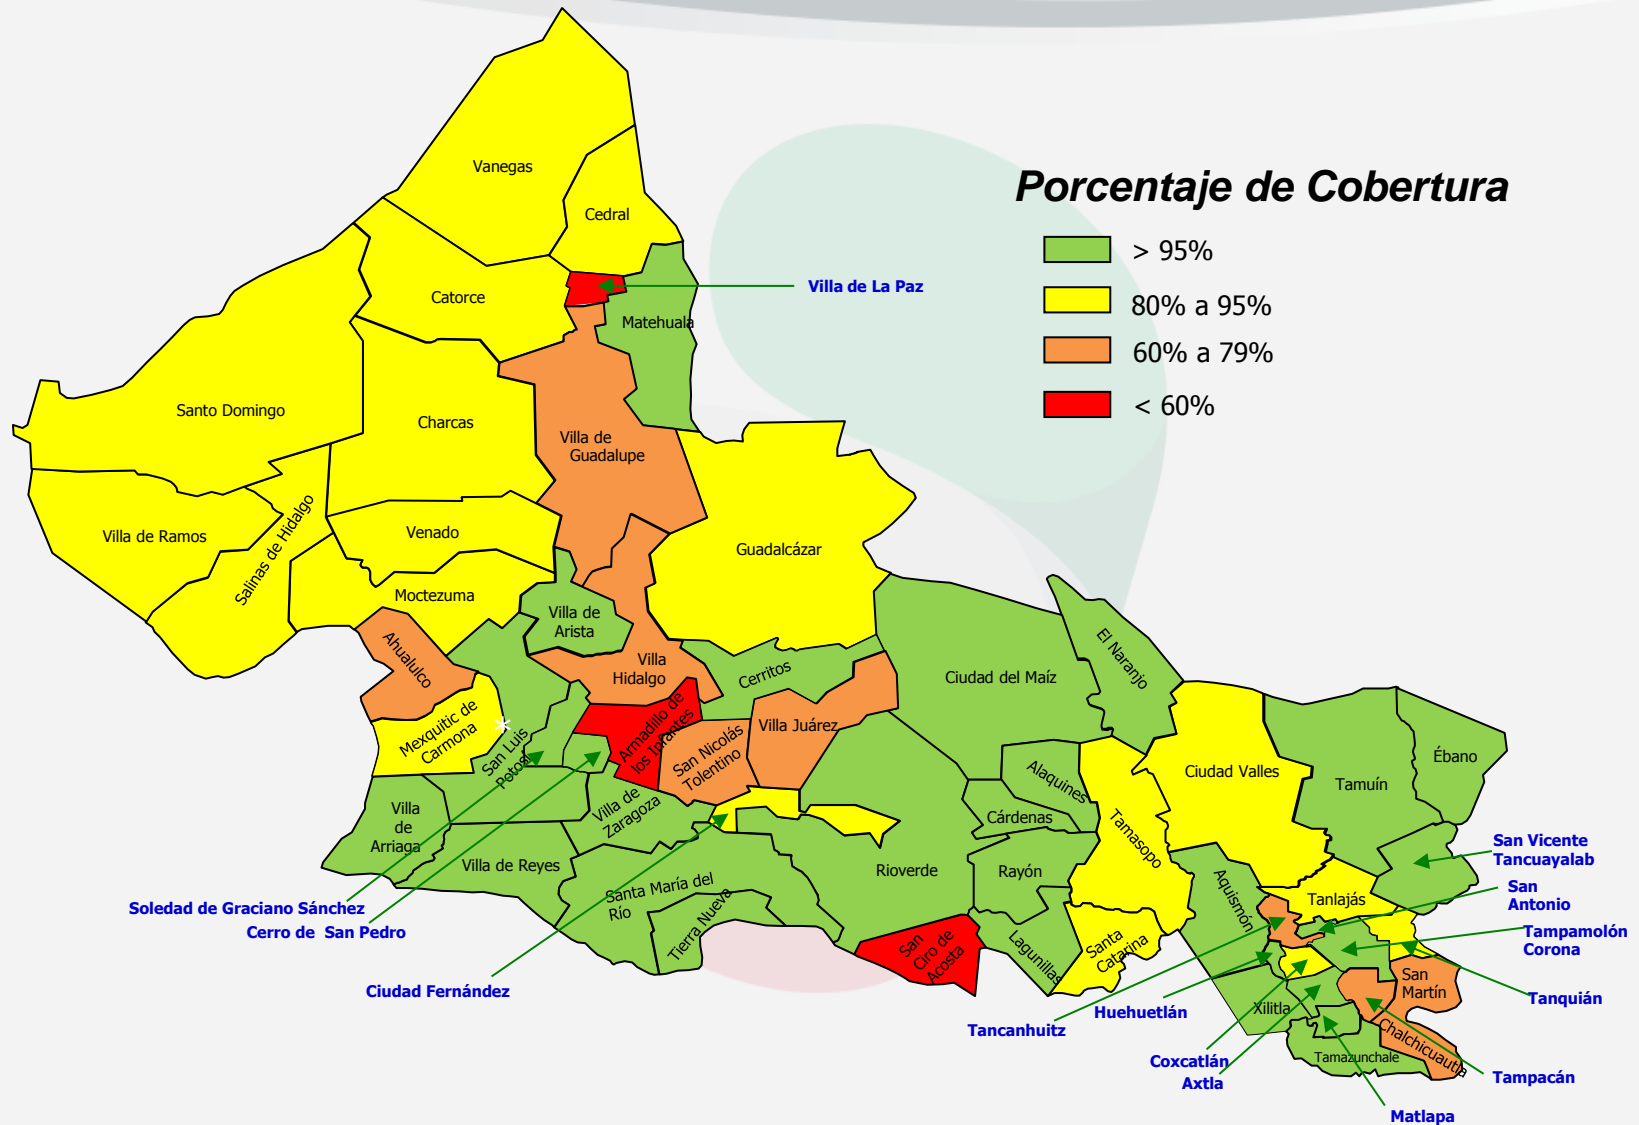 Porcentaje de Cobertura
> 95%
80% a 95%
60% a 79%
< 60%
Vanegas
Cedral
Catorce
Villa de La Paz
Matehuala
Santo Domingo
Charcas
Villa de
Guadalupe
Villa de Ramos
Salinas de Hidalgo
Venado
Guadalcázar
Moctezuma
Villa de
Arista
Ahualulco
Villa
Hidalgo
Cerritos
Ciudad del Maíz
El Naranjo
Mexquitic de
Carmona
*
San Luis
Potosí
Armadillo de
los Infantes
San Nicolás
Tolentino
Villa Juárez
Alaquines
Ciudad Valles
Tamuín
Ébano
Villa
de
Arriaga
Villa de
Zaragoza
Cárdenas
Tamasopo
Villa de Reyes
Rioverde
Rayón
San Vicente
Tancuayalab
Santa María del
Río
Tierra Nueva
Aquismón
Tanlajás
San
Antonio
Soledad de Graciano Sánchez
Cerro de San Pedro
San
Ciro de
Acosta
Lagunillas
Santa
Catarina
Tampamolón
Corona
Ciudad Fernández
San
Martín
Tanquián
Xilitla
Huehuetlán
Tancanhuitz
Chalchicuautla
Tamazunchale
Coxcatlán
Axtla
Tampacán
Matlapa